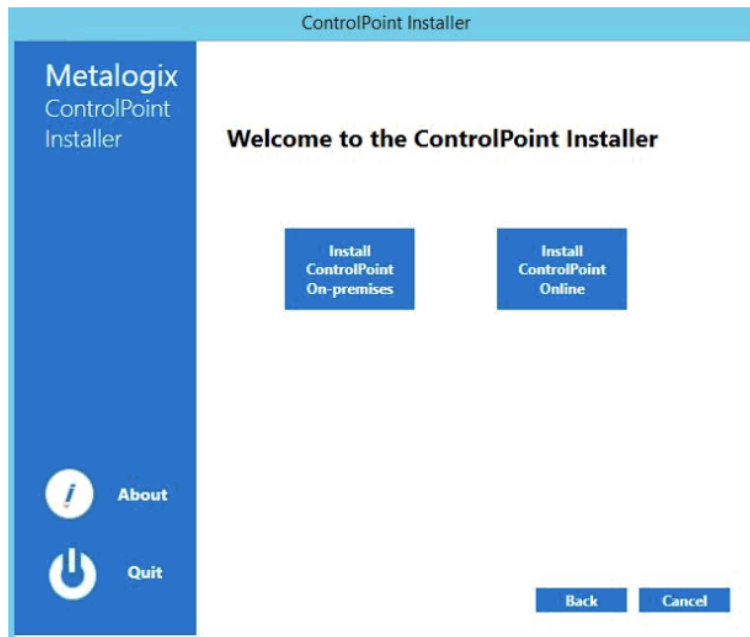 ControlPoint Installer
Metalogix
ControlPoint
Installer
Welcome to the ControlPoint Installer
Install
ControlPoint
On-premises
Install
ControlPoint
Online
About
Quit
Back
Cancel